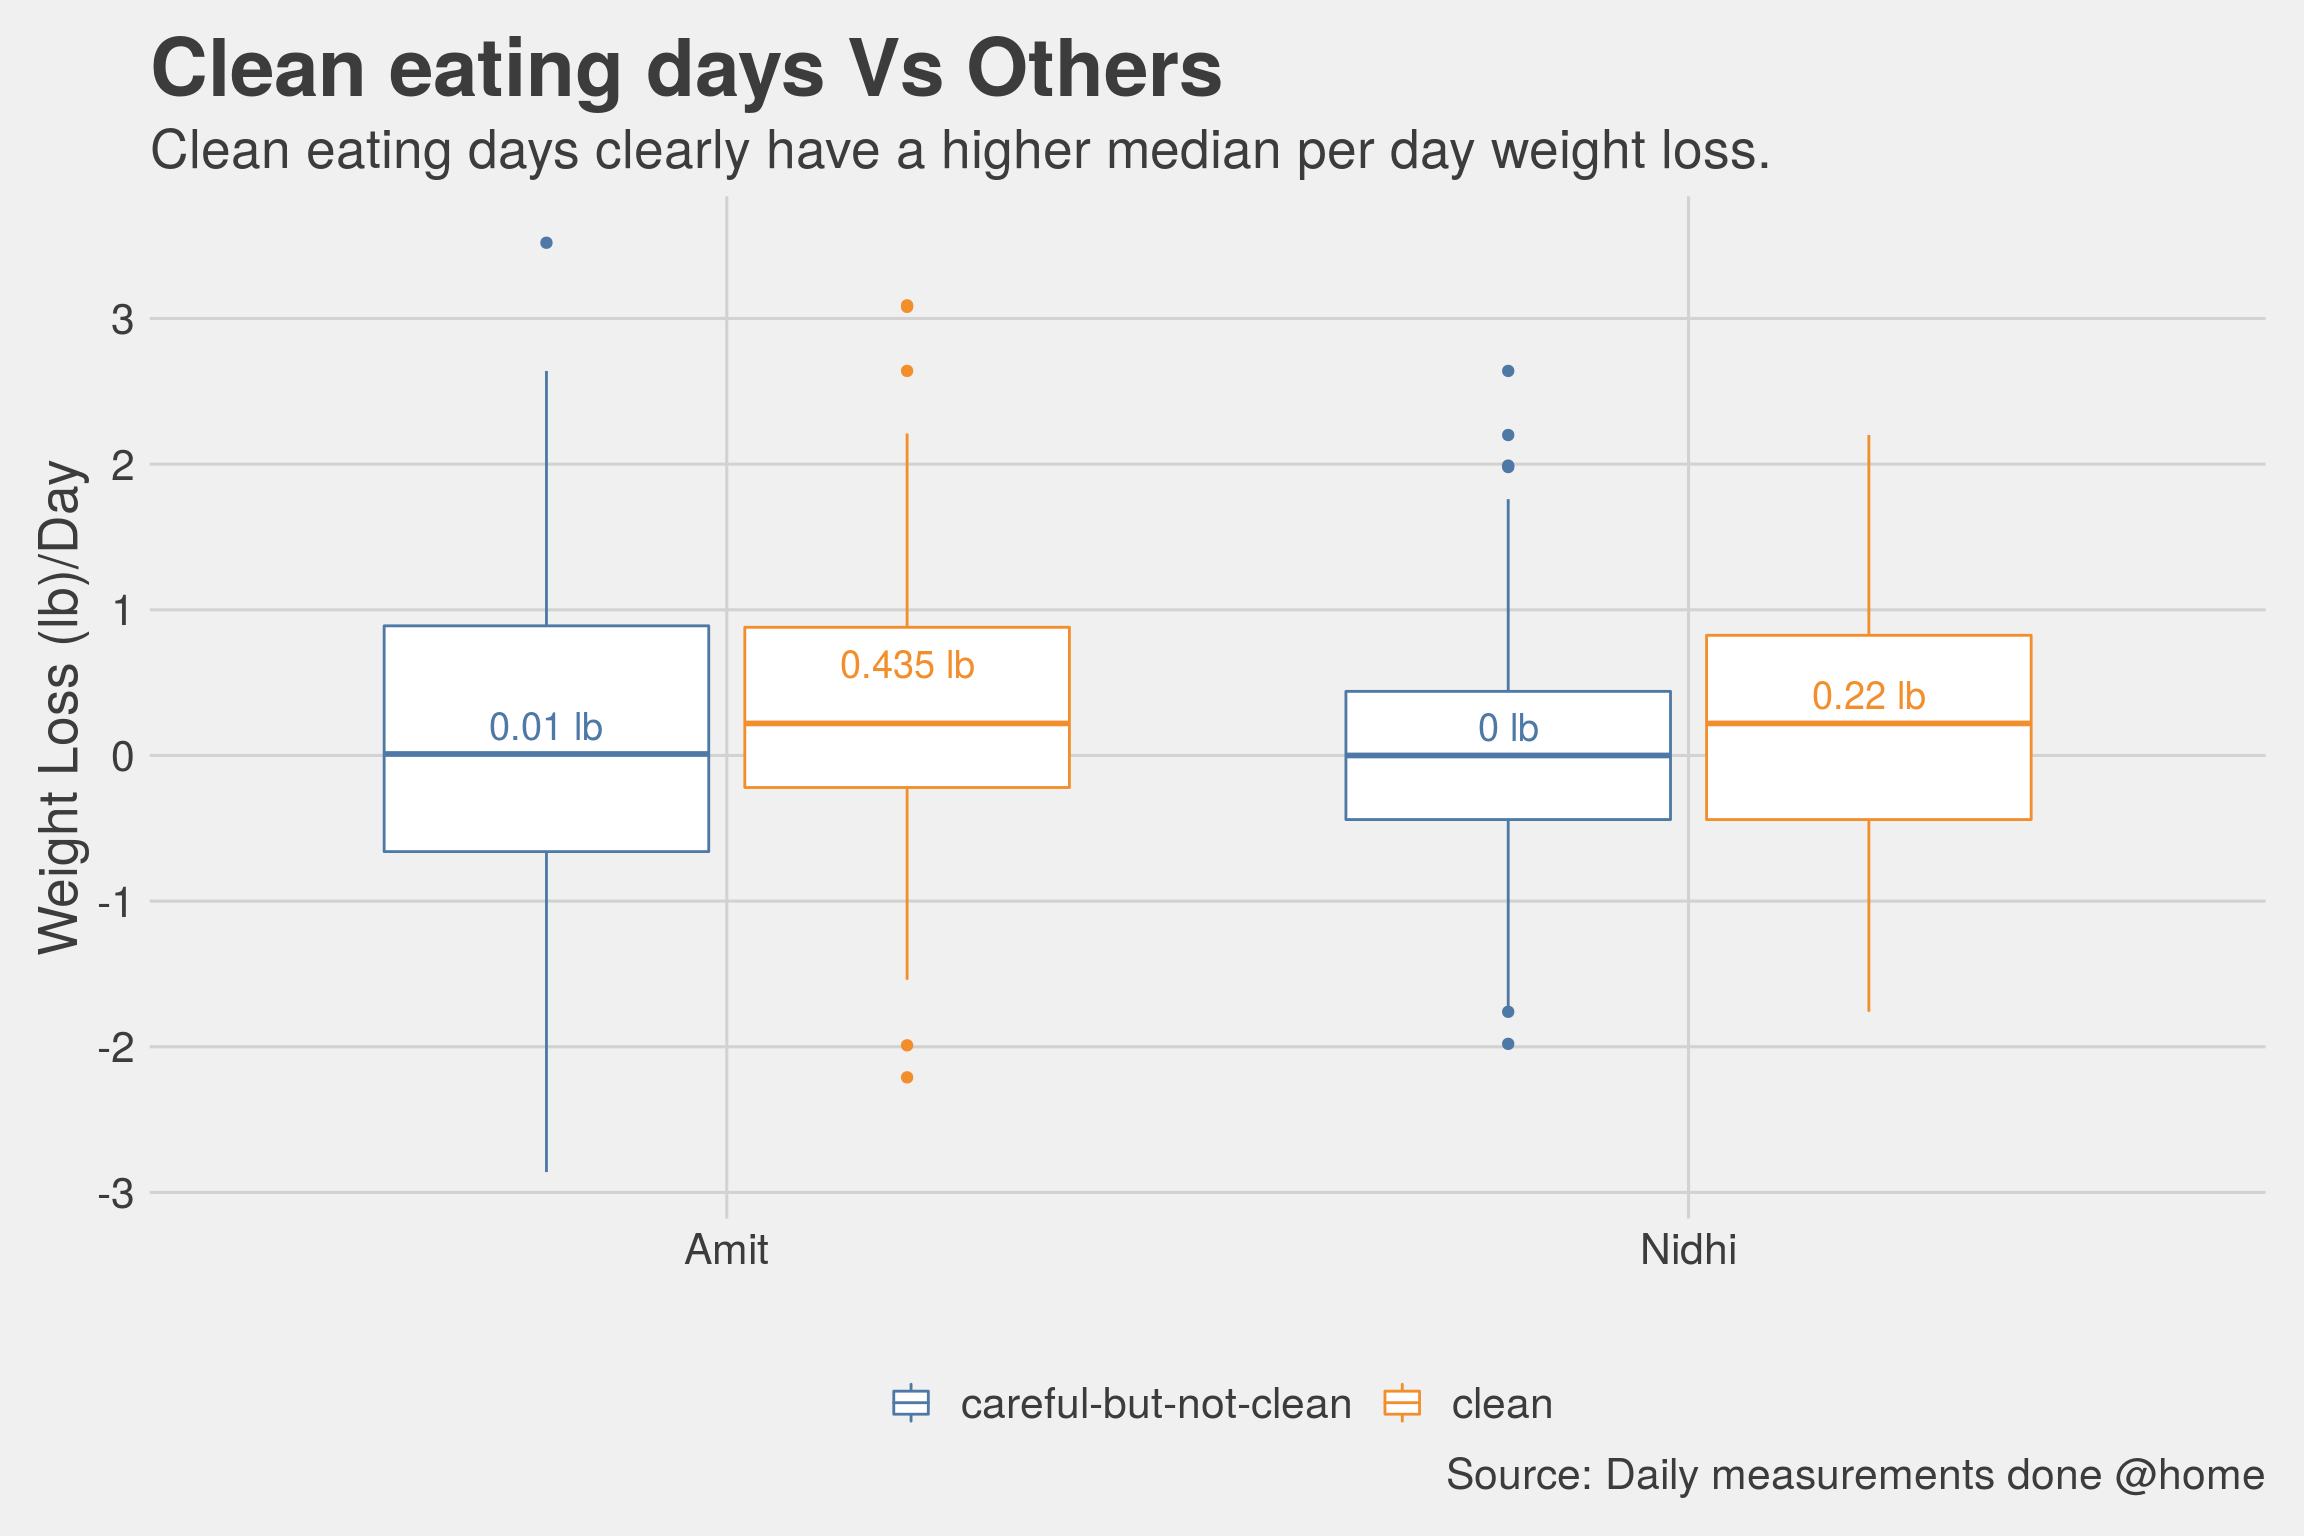 Clean eating days Vs Others
Clean eating days clearly have a higher median per day weight loss.
Weight Loss (lb)/Day
3
2
1
0
-1
-2
-3
0.01 lb
0.435 lb
0 lb
0.22 lb
Amit
Nidhi
careful-but-not-clean
clean
Source: Daily measurements done @home